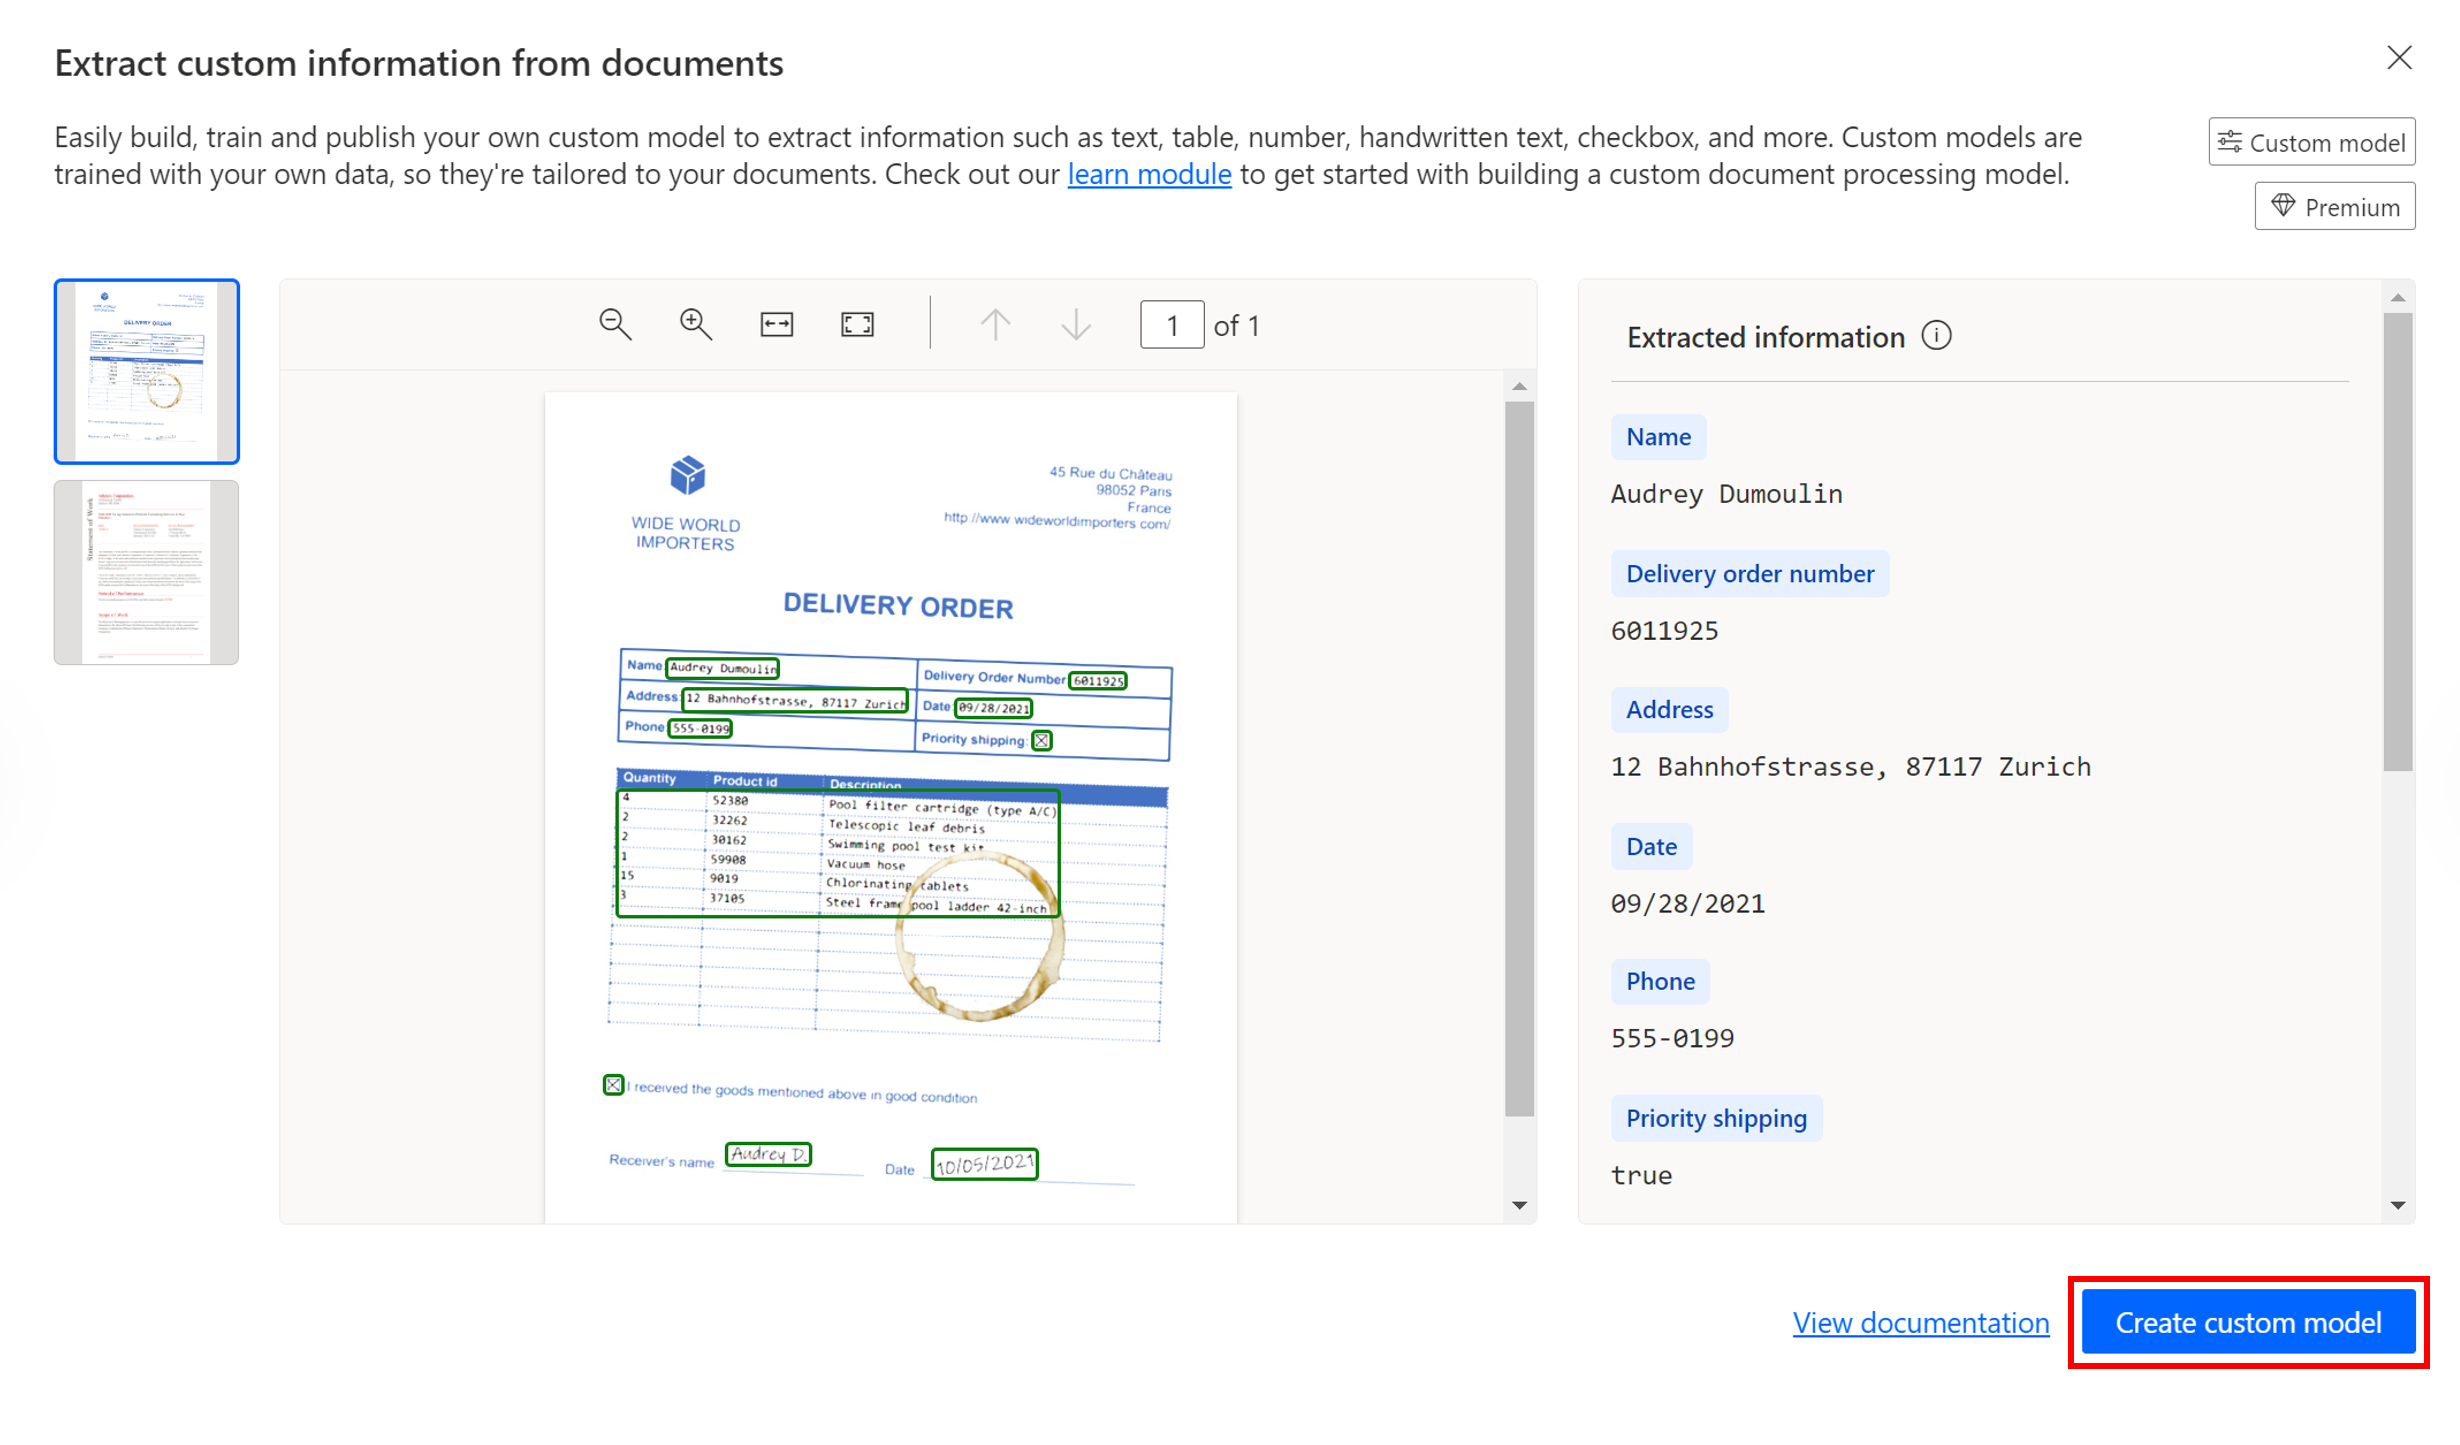 Extract custom information from documents
Easily build, train and publish your own custom model to extract information such as text, table, number, handwritten text, checkbox, and more. Custom models are
trained with your own data, so they're tailored to your documents. Check out our learn module to get started with building a custom document processing model.
Custom model
Premium
DELIVERY ORDER
Statement of Work
1 of 1
WIDE WORLD
IMPORTERS
45 Rue du Château
98052 Paris
France
http://www.wideworldimporters.com/
DELIVERY ORDER
Name: Audrey Dumoulin
Delivery Order Number: 6011925
Address: 12 Bahnhofstrasse, 87117 Zurich
Date: 09/28/2021
Phone: 555-0199
Priority shipping:
Quantity Product id Description
4 52380 Pool filter cartridge (type A/C)
2 32262 Telescopic leaf debris
2 30162 Swimming pool test kit
1 59908 Vacuum hose
15 9019 Chlorinating tablets
3 37105 Steel frame pool ladder 42-inch
I received the goods mentioned above in good condition
Receiver's name Audrey D. Date 10/05/2021
Extracted information
Name
Audrey Dumoulin
Delivery order number
6011925
Address
12 Bahnhofstrasse, 87117 Zurich
Date
09/28/2021
Phone
555-0199
Priority shipping
true
View documentation
Create custom model